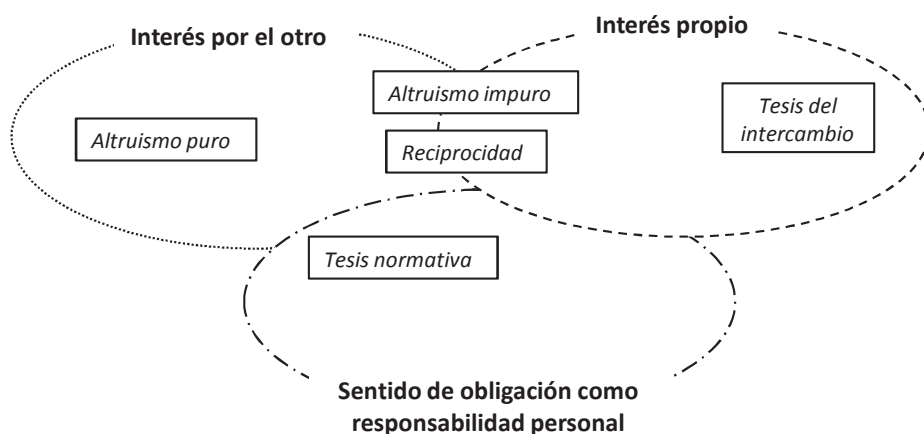 Interés por el otro
Interés propio
Altruismo impuro
Tesis del
intercambio
Altruismo puro
Reciprocidad
Tesis normativa
Sentido de obligación como
responsabilidad personal